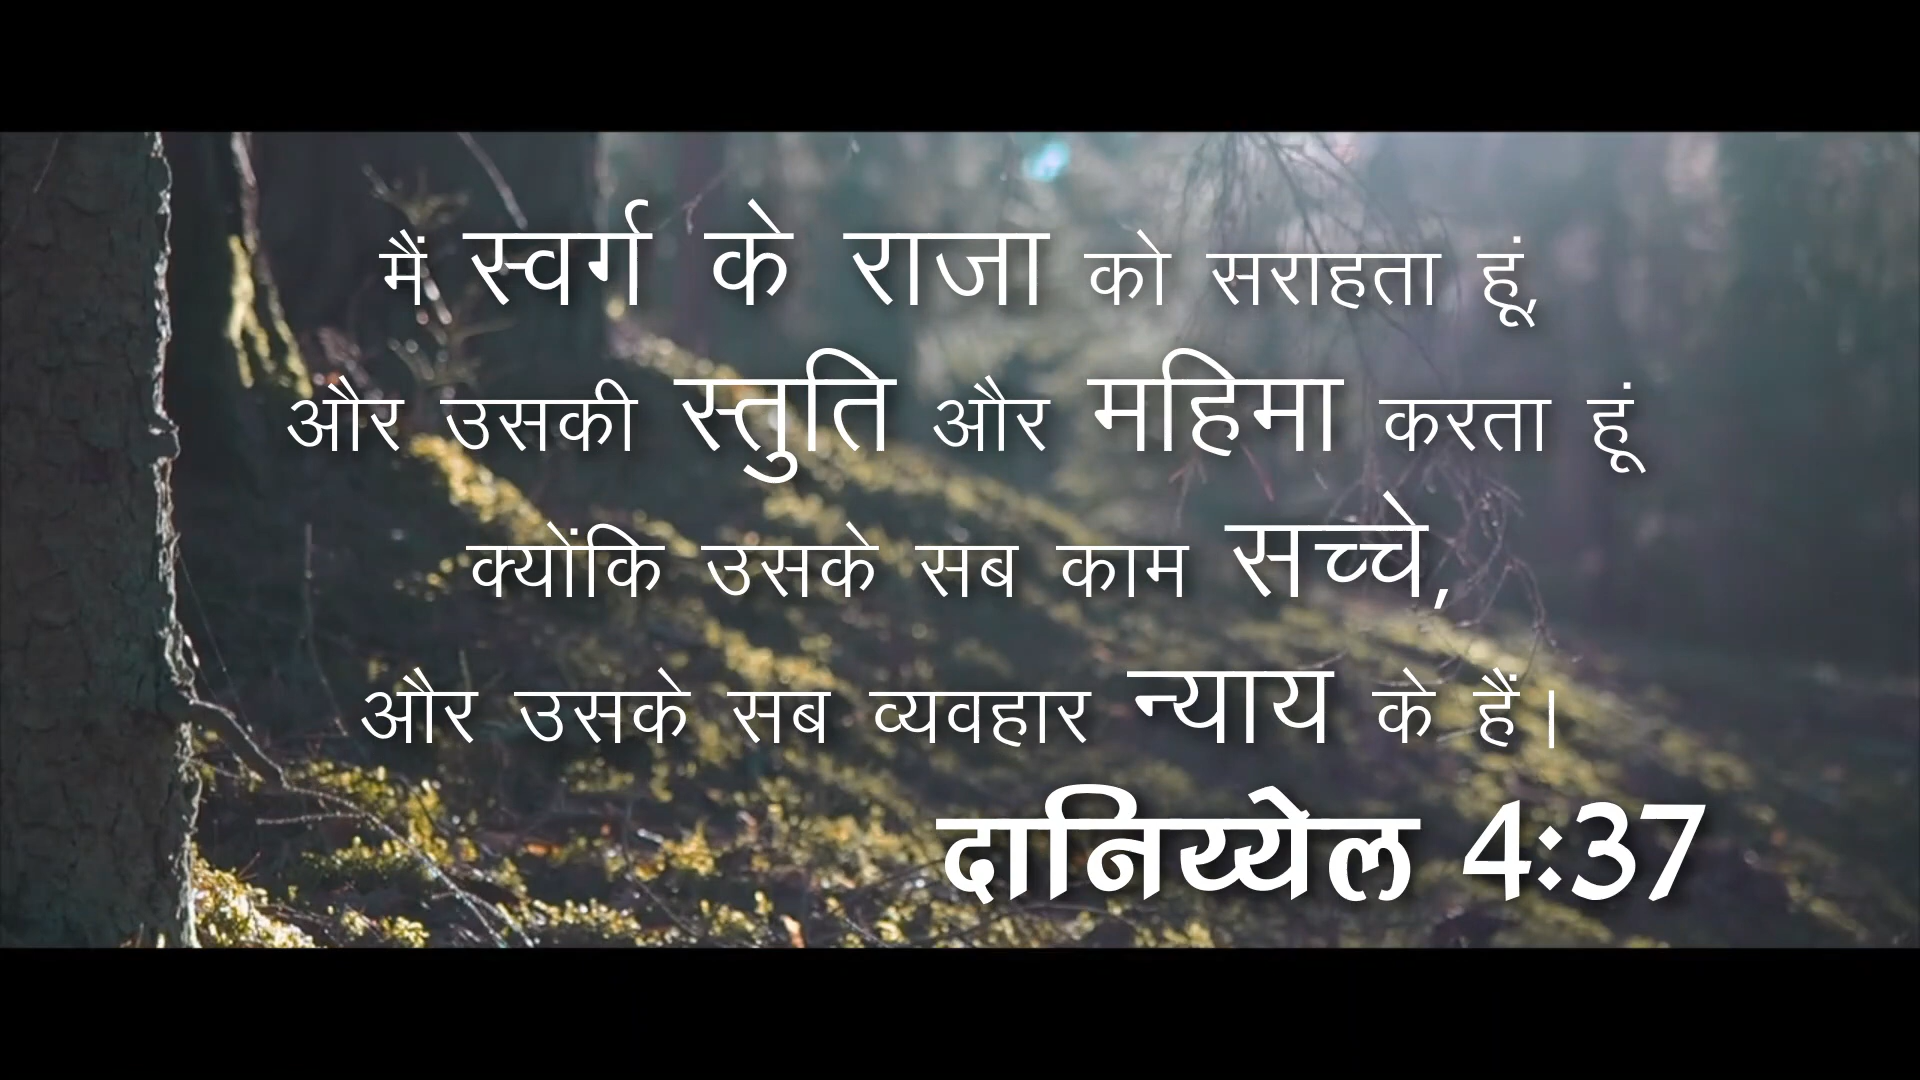 मैं स्वर्ग के राजा को सराहता हूं,
और उसकी स्तुति और महिमा करता हूं
क्योंकि उसके सब काम सच्चे,
और उसके सब व्यवहार न्याय के हैं।
दानिय्येल 4:37